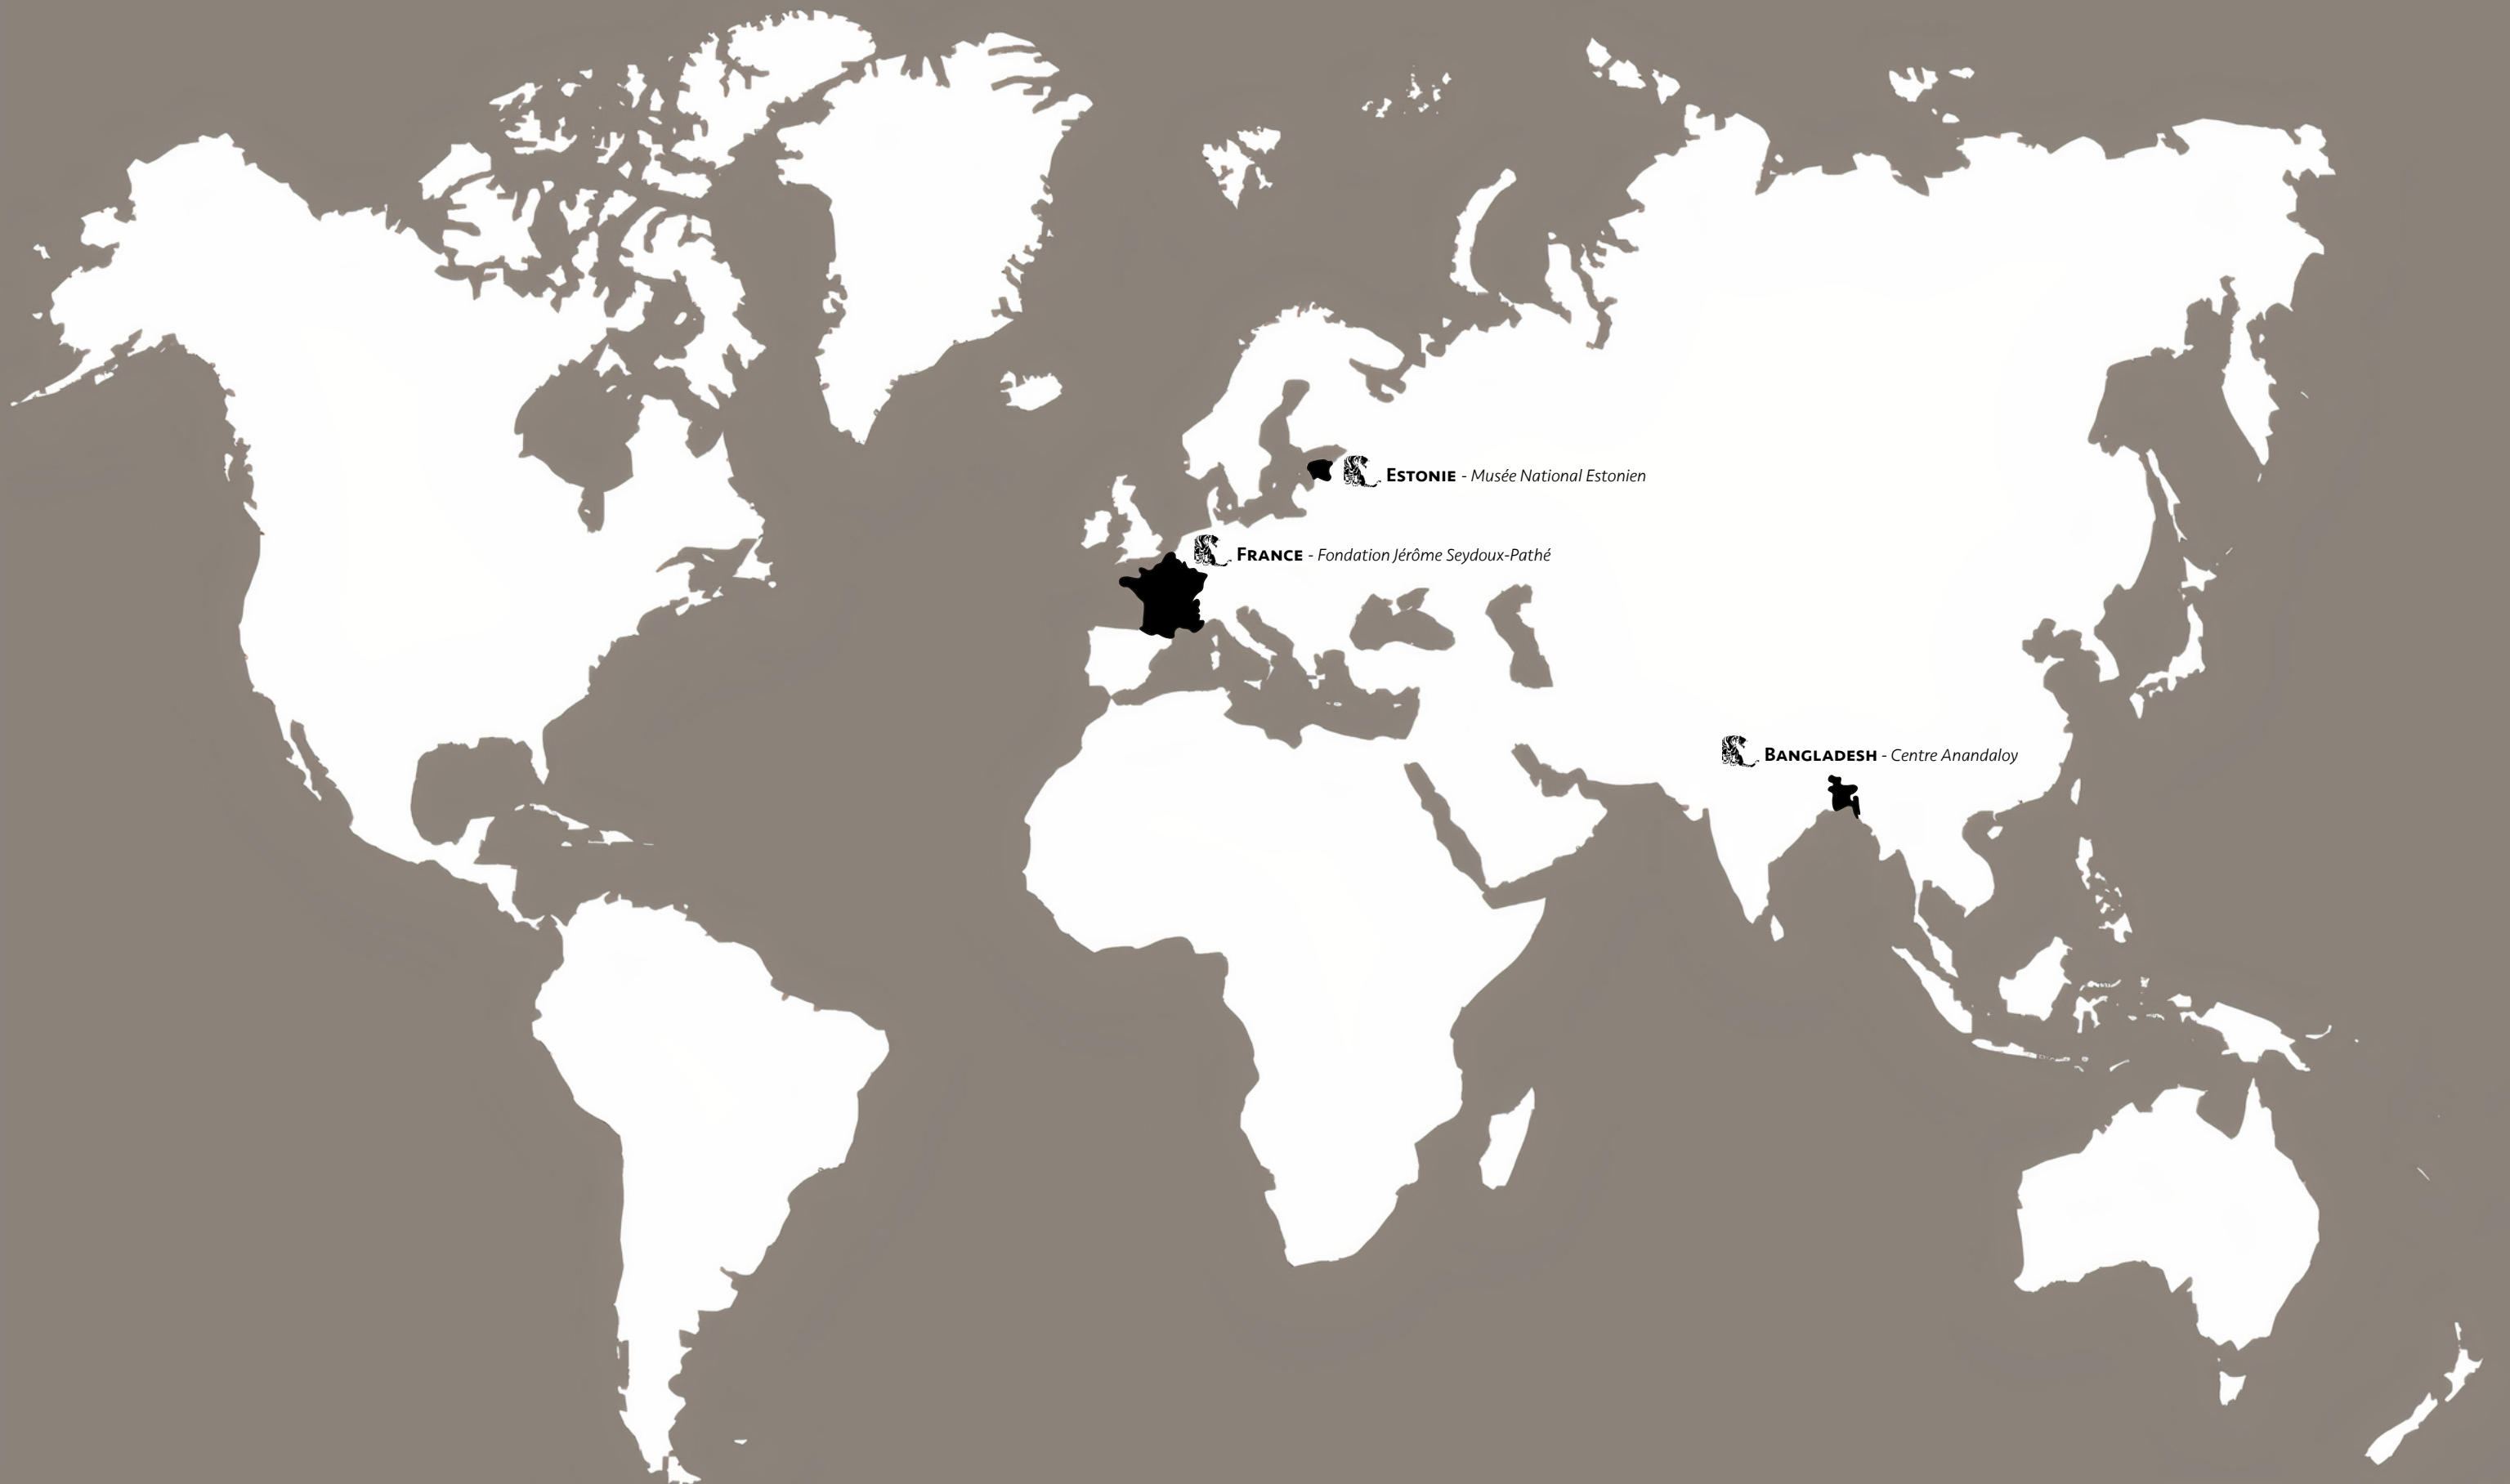 ESTONIE - Musée National Estonien
FRANCE - Fondation Jérôme Seydoux-Pathé
BANGLADESH - Centre Anandaloy